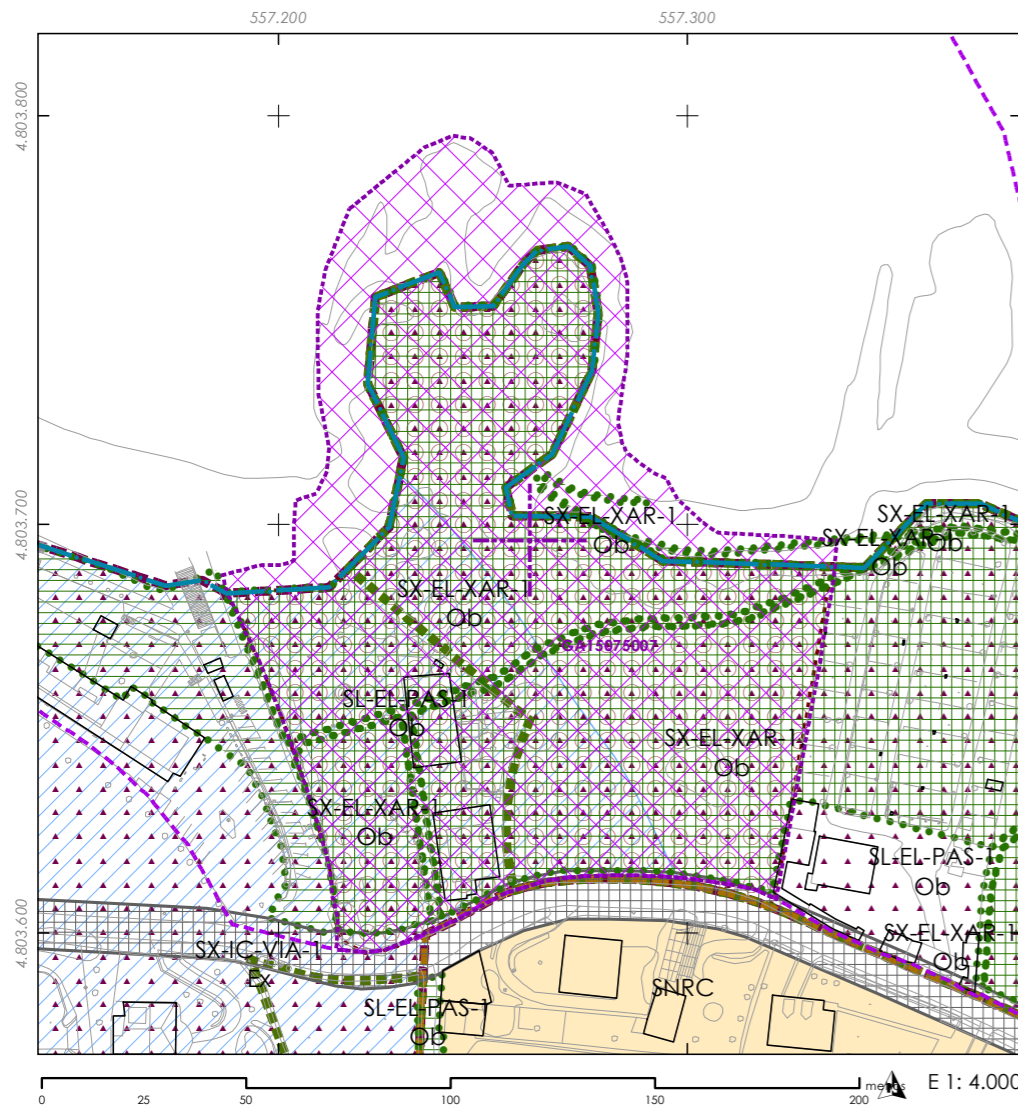 557.200
557.300
4.803.800
4.803.700
4.803.600
SX-EL-XAR-1
Ob
SX-EL-XAR-1
Ob
SX-EL-XAR-1
Ob
SX-EL-XAR-1
Ob
GA15075007
SL-EL-PAS-1
Ob
SX-EL-XAR-1
Ob
SX-EL-XAR-1
Ob
SL-EL-PAS-1
Ob
SX-EL-XAR-1
Ob
SX-IC-VIA-1
EX
SNRC
SL-EL-PAS-1
Ob
0 25 50 100 150 200 metros
E 1: 4.000